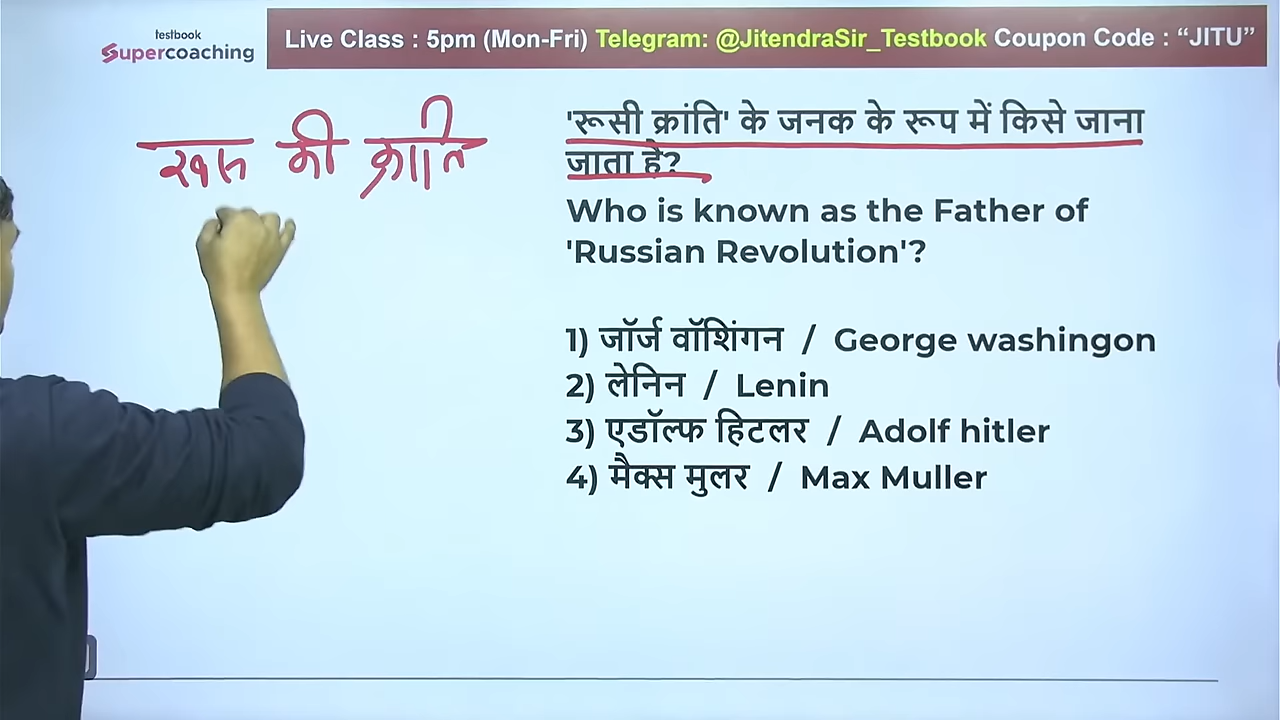 testbook
Supercoaching
Live Class : 5pm (Mon-Fri) Telegram: @JitendraSir_Testbook Coupon Code : “JITU”
की क्रांति
'रूसी क्रांति' के जनक के रूप में किसे जाना
जाता है?
Who is known as the Father of
'Russian Revolution'?
1) जॉर्ज वॉशिंगन / George washingon
2) लेनिन / Lenin
3) एडॉल्फ हिटलर / Adolf hitler
4) मैक्स मुलर / Max Muller